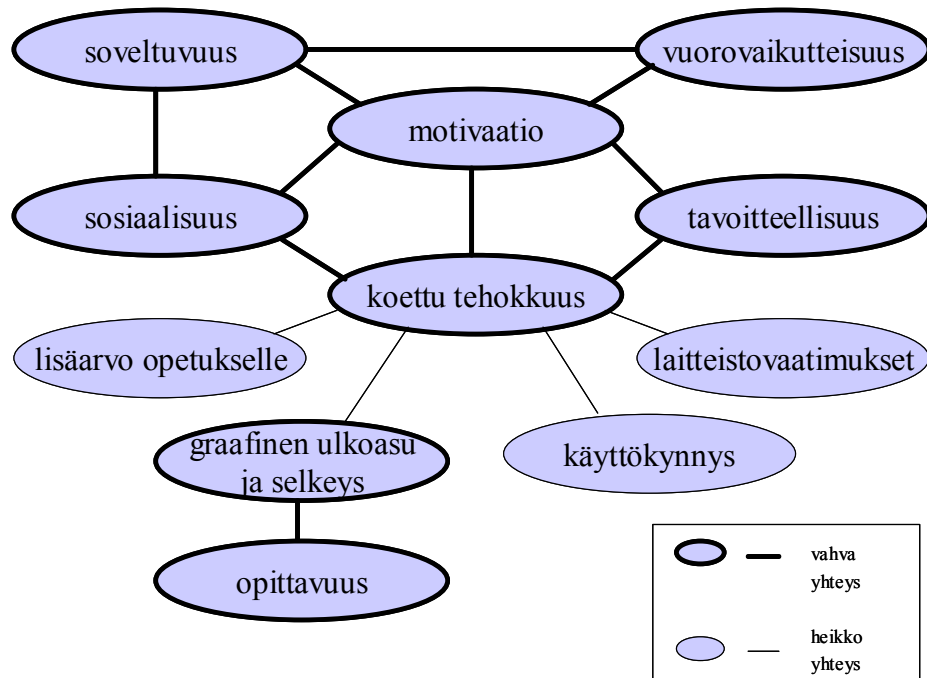 soveltuvuus
vuorovaikutteisuus
motivaatio
sosiaalisuus
tavoitteellisuus
koettu tehokkuus
lisäarvo opetukselle
laitteistovaatimukset
graafinen ulkoasu
ja selkeys
käyttökynnys
opittavuus
vahva
yhteys
heikko
yhteys